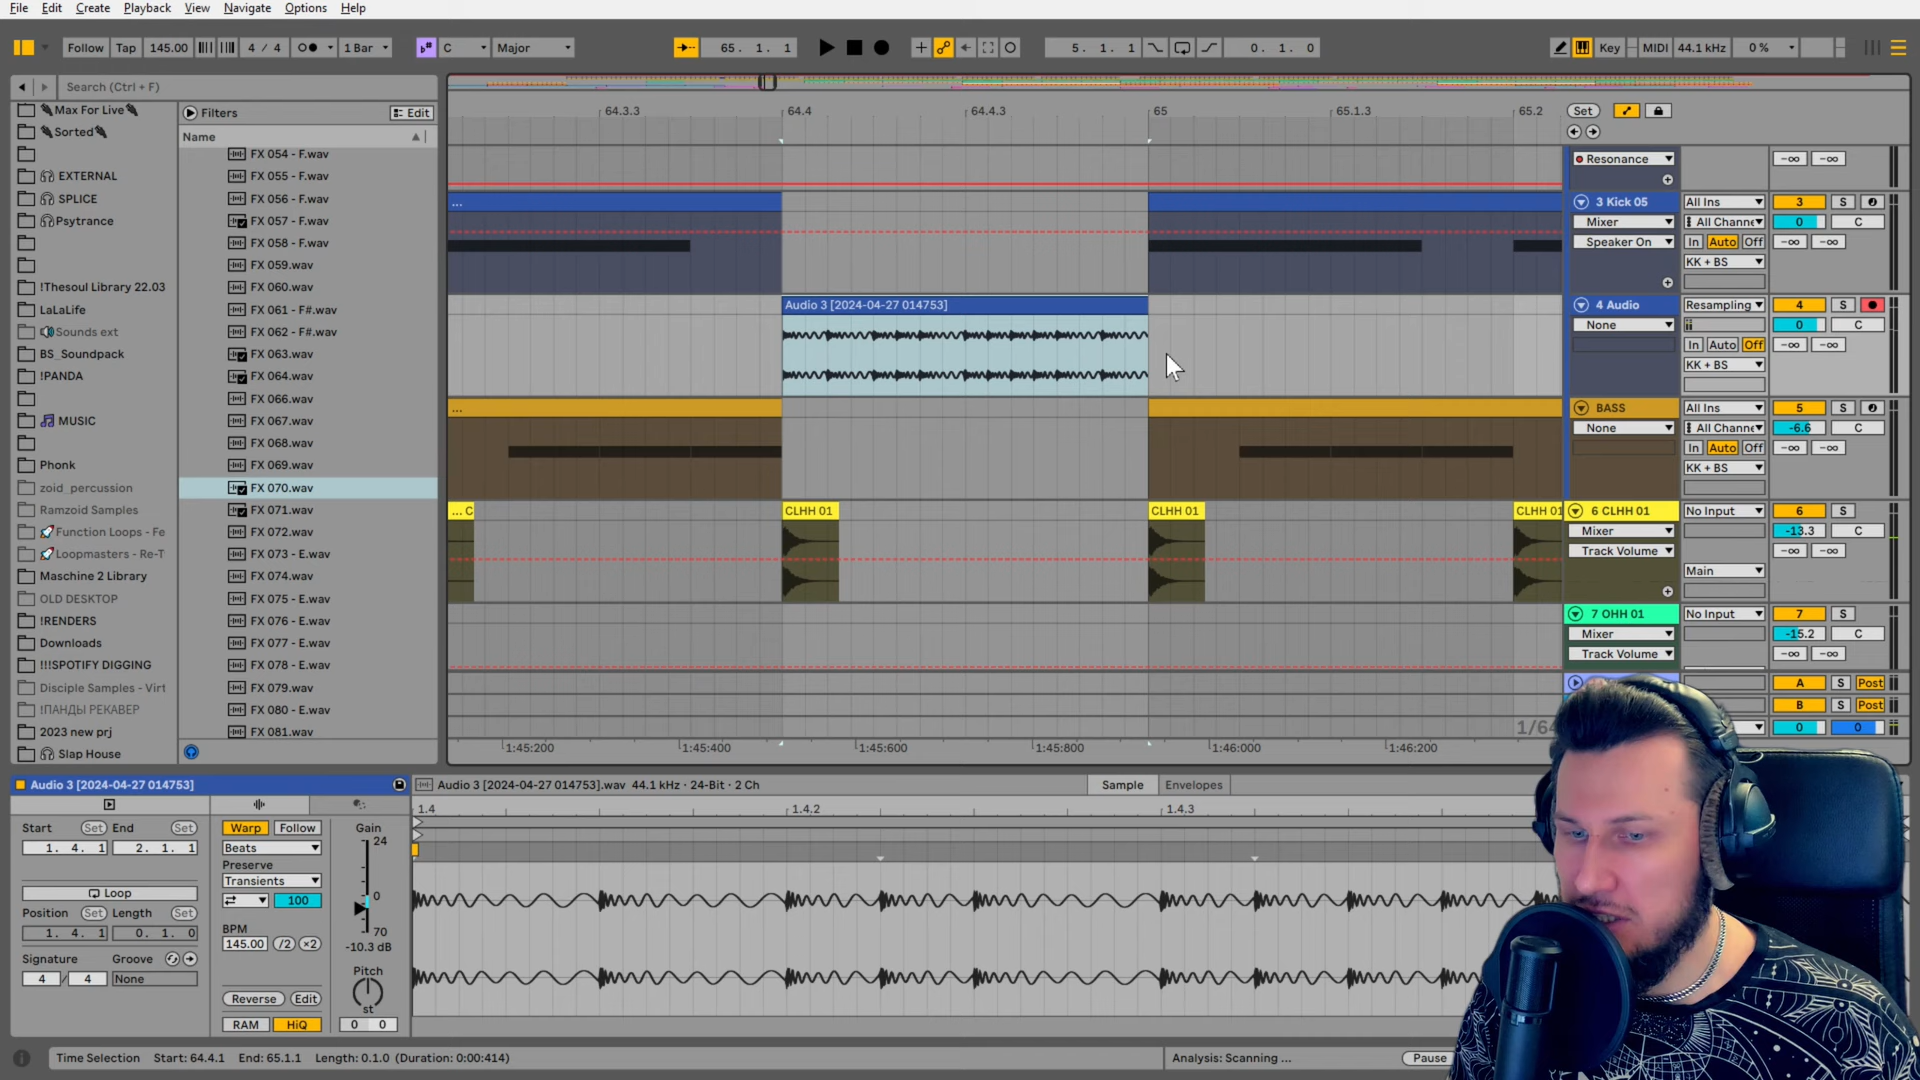 File Edit Create Playback View Navigate Options Help
Follow Tap 145.00 4 / 4 1 Bar C Major 65. 1. 1 5. 1. 1 0. 1. 0 Key MIDI 44.1 kHz 0 %
Search (Ctrl + F)
Max For Live
Sorted
EXTERNAL
SPLICE
Psytrance
!Thesoul Library 22.03
LaLaLife
Sounds ext
BS_Soundpack
!PANDA
MUSIC
Phonk
zoid_percussion
Ramzoid Samples
Function Loops - Fe
Loopmasters - Re-T
Maschine 2 Library
OLD DESKTOP
!RENDERS
Downloads
!!!SPOTIFY DIGGING
Disciple Samples - Virt
!ПАНДЫ РЕКАВЕР
2023 new prj
Slap House
Filters Edit
Name
FX 054 - F.wav
FX 055 - F.wav
FX 056 - F.wav
FX 057 - F.wav
FX 058 - F.wav
FX 059.wav
FX 060.wav
FX 061 - F#.wav
FX 062 - F#.wav
FX 063.wav
FX 064.wav
FX 066.wav
FX 067.wav
FX 068.wav
FX 069.wav
FX 070.wav
FX 071.wav
FX 072.wav
FX 073 - E.wav
FX 074.wav
FX 075 - E.wav
FX 076 - E.wav
FX 077 - E.wav
FX 078 - E.wav
FX 079.wav
FX 080 - E.wav
FX 081.wav
64.3.3 64.4 64.4.3 65 65.1.3 65.2 Set
Resonance -∞ -∞
... 3 Kick 05 All Ins 3 S
Mixer All Channe 0 C
Speaker On In Auto Off -∞ -∞
KK + BS
Audio 3 [2024-04-27 014753] 4 Audio Resampling 4 S
None 0 C
In Auto Off -∞ -∞
KK + BS
... BASS All Ins 5 S
None All Channe -6.6 C
In Auto Off -∞ -∞
KK + BS
... C CLHH 01 CLHH 01 CLHH 01 6 CLHH 01 No Input 6 S
Mixer -13.3 C
Track Volume -∞ -∞
Main
7 OHH 01 No Input 7 S
Mixer -15.2 C
Track Volume -∞ -∞
A S Post
B S Post
1/64 0 0
1:45:200 1:45:400 1:45:600 1:45:800 1:46:000 1:46:200
Audio 3 [2024-04-27 014753]
Start Set End Set
1. 4. 1 2. 1. 1
Loop
Position Set Length Set
1. 4. 1 0. 1. 0
Signature Groove
4 / 4 None
Warp Follow
Beats
Preserve
Transients
100
BPM
145.00 /2 ×2
Reverse Edit
RAM HiQ
Gain
24
0
70
-10.3 dB
Pitch
st
0 0
Audio 3 [2024-04-27 014753].wav 44.1 kHz · 24-Bit · 2 Ch Sample Envelopes
1.4 1.4.2 1.4.3
Time Selection Start: 64.4.1 End: 65.1.1 Length: 0.1.0 (Duration: 0:00:414) Analysis: Scanning ... Pause